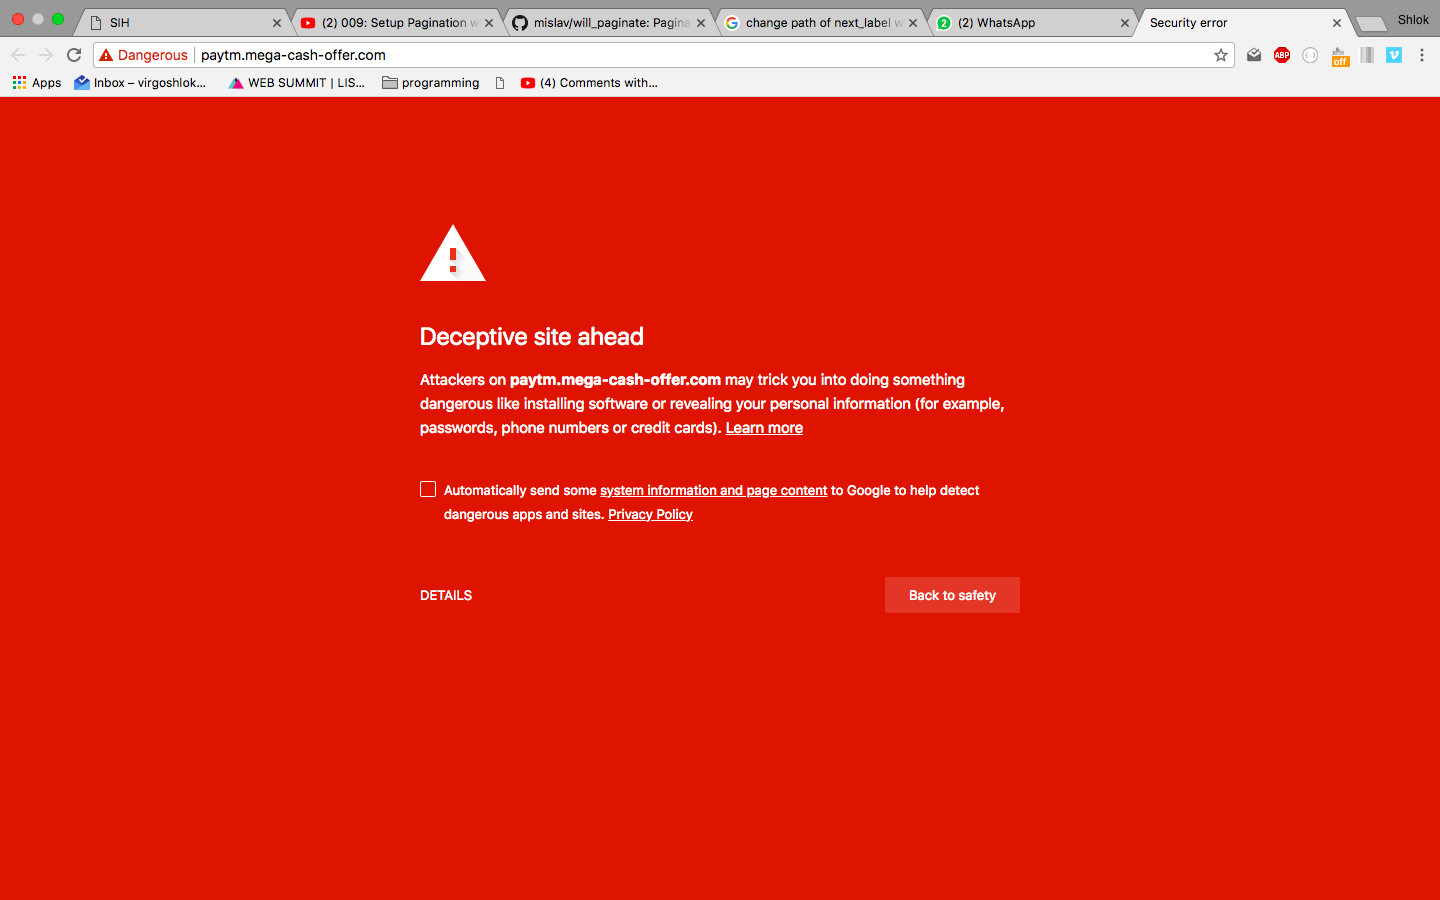 SIH
(2) 009: Setup Pagination w
mislav/will_paginate: Pagina
change path of next_label w
2
(2) WhatsApp
Security error
Shlok
Dangerous
paytm.mega-cash-offer.com
ABP
off
Apps
Inbox – virgoshlok...
WEB SUMMIT | LIS...
programming
(4) Comments with...
Deceptive site ahead
Attackers on paytm.mega-cash-offer.com may trick you into doing something
dangerous like installing software or revealing your personal information (for example,
passwords, phone numbers or credit cards). Learn more
Automatically send some system information and page content to Google to help detect
dangerous apps and sites. Privacy Policy
DETAILS
Back to safety